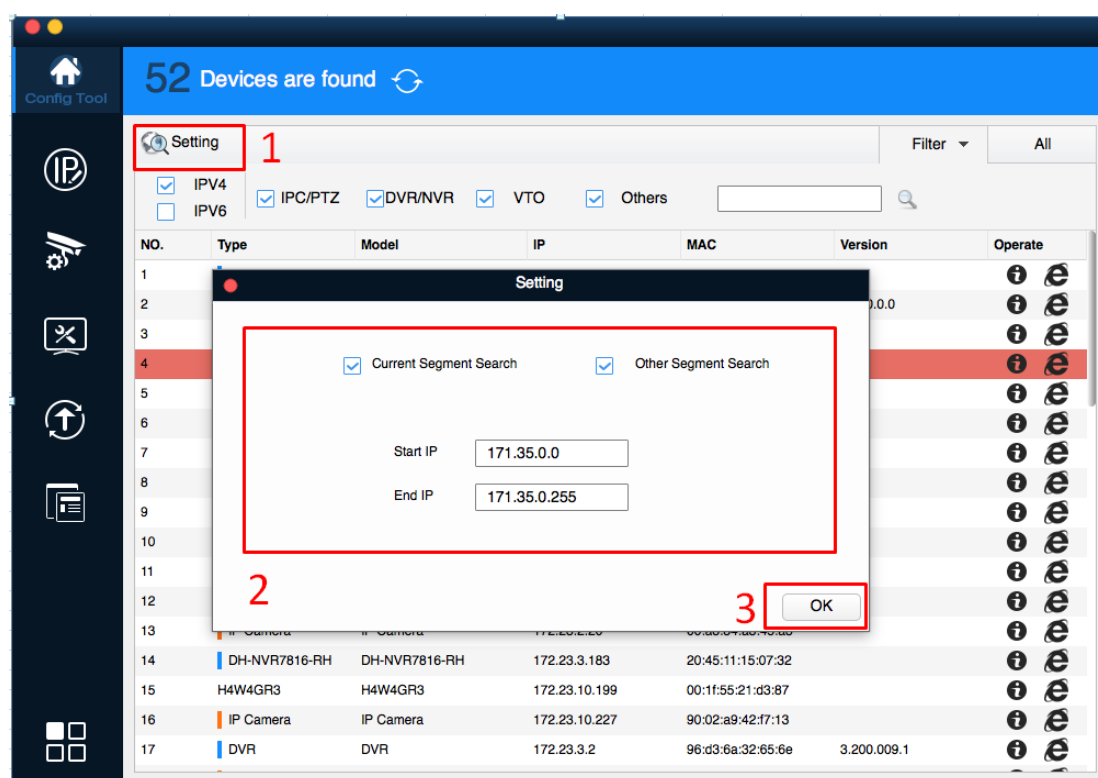 52 Devices are found
Config Tool
Setting
1
Filter
All
IPV4
IPV6
IPC/PTZ
DVR/NVR
VTO
Others
IP
NO. Type Model IP MAC Version Operate
1
Setting
2
3
4
Current Segment Search
Other Segment Search
5
6
7
Start IP 171.35.0.0
8
End IP 171.35.0.255
9
10
11
12
2
3
OK
13 IP Camera IP Camera
14 DH-NVR7816-RH DH-NVR7816-RH 172.23.3.183 20:45:11:15:07:32
15 H4W4GR3 H4W4GR3 172.23.10.199 00:1f:55:21:d3:87
16 IP Camera IP Camera 172.23.10.227 90:02:a9:42:f7:13
17 DVR DVR 172.23.3.2 96:d3:6a:32:65:6e 3.200.009.1